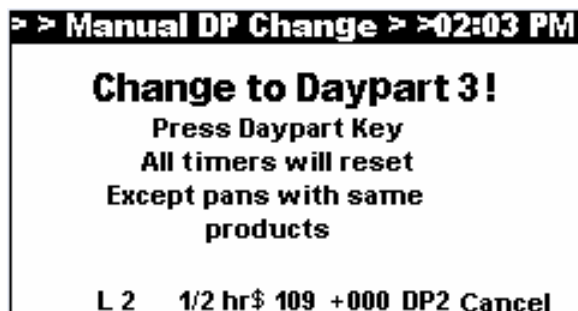 > > Manual DP Change > >02:03 PM
Change to Daypart 3!
Press Daypart Key
All timers will reset
Except pans with same
products
L 2 1/2 hr$ 109 +000 DP2 Cancel